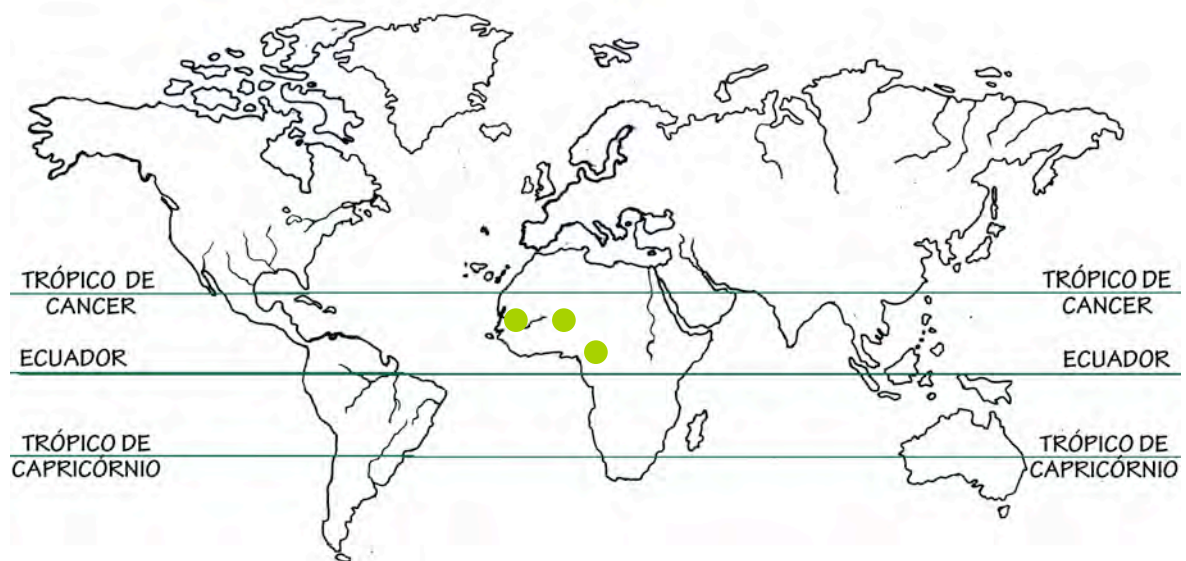 TRÓPICO DE
CANCER
ECUADOR
TRÓPICO DE
CAPRICÓRNIO
TRÓPICO DE
CANCER
ECUADOR
TRÓPICO DE
CAPRICÓRNIO